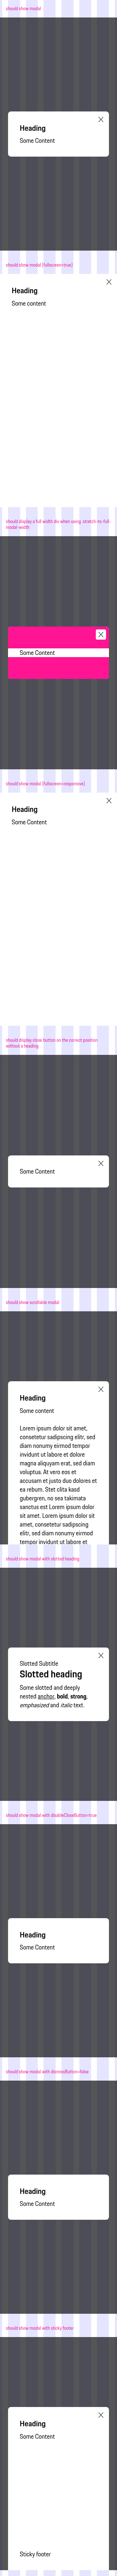 should show modal
Heading
Some Content
should show modal [fullscreen=true]
Heading
Some content
should display a full width div when using .stretch-to-full-
modal-width
Some Content
should show modal [fullscreen=responsive]
Heading
Some Content
should display close button on the correct position
without a heading
Some Content
should show scrollable modal
Heading
Some content
Lorem ipsum dolor sit amet,
consetetur sadipscing elitr, sed
diam nonumy eirmod tempor
invidunt ut labore et dolore
magna aliquyam erat, sed diam
voluptua. At vero eos et
accusam et justo duo dolores et
ea rebum. Stet clita kasd
gubergren, no sea takimata
sanctus est Lorem ipsum dolor
sit amet. Lorem ipsum dolor sit
amet, consetetur sadipscing
elitr, sed diam nonumy eirmod
tempor invidunt ut labore et
should show modal with slotted heading
Slotted Subtitle
Slotted heading
Some slotted and deeply
nested anchor, bold, strong,
emphasized and italic text.
should show modal with disableCloseButton=true
Heading
Some Content
should show modal with dismissButton=false
Heading
Some Content
should show modal with sticky footer
Heading
Some Content
Sticky footer